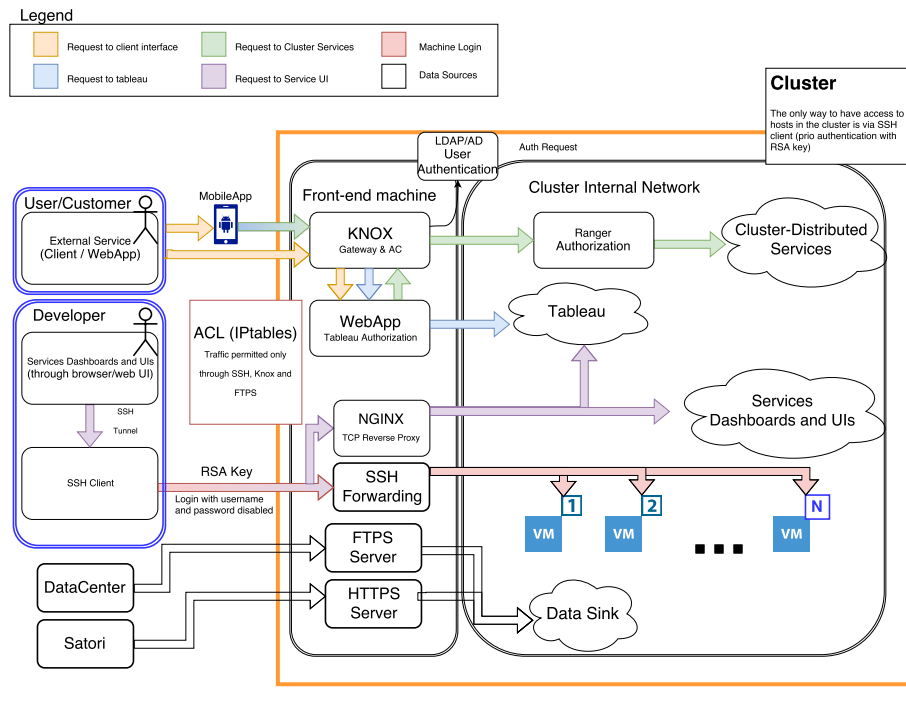 Legend
Request to client interface
Request to Cluster Services
Machine Login
Request to tableau
Request to Service UI
Data Sources
Cluster
The only way to have access to
hosts in the cluster is via SSH
client (prio authentication with
RSA key)
LDAP/AD
User
Authentication
Auth Request
User/Customer
External Service
(Client / WebApp)
MobileApp
Front-end machine
KNOX
Gateway & AC
Cluster Internal Network
Ranger
Authorization
Cluster-Distributed
Services
Developer
Services Dashboards and UIs
(through browser/web UI)
SSH
Tunnel
SSH Client
ACL (IPtables)
Traffic permitted only
through SSH, Knox and
FTPS
WebApp
Tableau Authorization
Tableau
NGINX
TCP Reverse Proxy
Services
Dashboards and UIs
RSA Key
Login with username
and password disabled
SSH
Forwarding
1
2
N
VM
VM
VM
FTPS
Server
HTTPS
Server
DataCenter
Satori
Data Sink